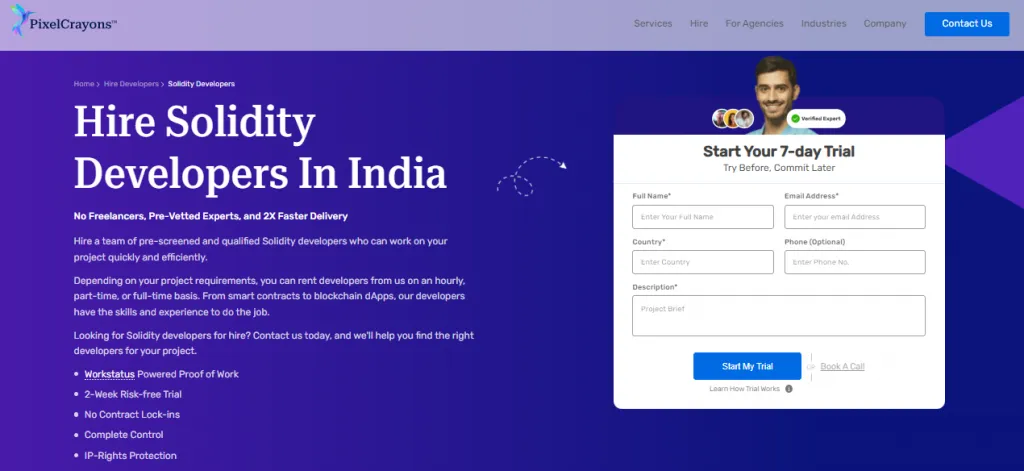 PixelCrayons™
Services Hire For Agencies Industries Company Contact Us
Home > Hire Developers > Solidity Developers
Hire Solidity
Developers In India
No Freelancers, Pre-Vetted Experts, and 2X Faster Delivery
Hire a team of pre-screened and qualified Solidity developers who can work on your
project quickly and efficiently.
Depending on your project requirements, you can rent developers from us on an hourly,
part-time, or full-time basis. From smart contracts to blockchain dApps, our developers
have the skills and experience to do the job.
Looking for Solidity developers for hire? Contact us today, and we'll help you find the right
developers for your project.
• Workstatus Powered Proof of Work
• 2-Week Risk-free Trial
• No Contract Lock-ins
• Complete Control
• IP-Rights Protection
Verified Expert
Start Your 7-day Trial
Try Before, Commit Later
Full Name* Email Address*
Enter Your Full Name Enter your email Address
Country* Phone (Optional)
Enter Country Enter Phone No.
Description*
Project Brief
Start My Trial OR Book A Call
Learn How Trial Works